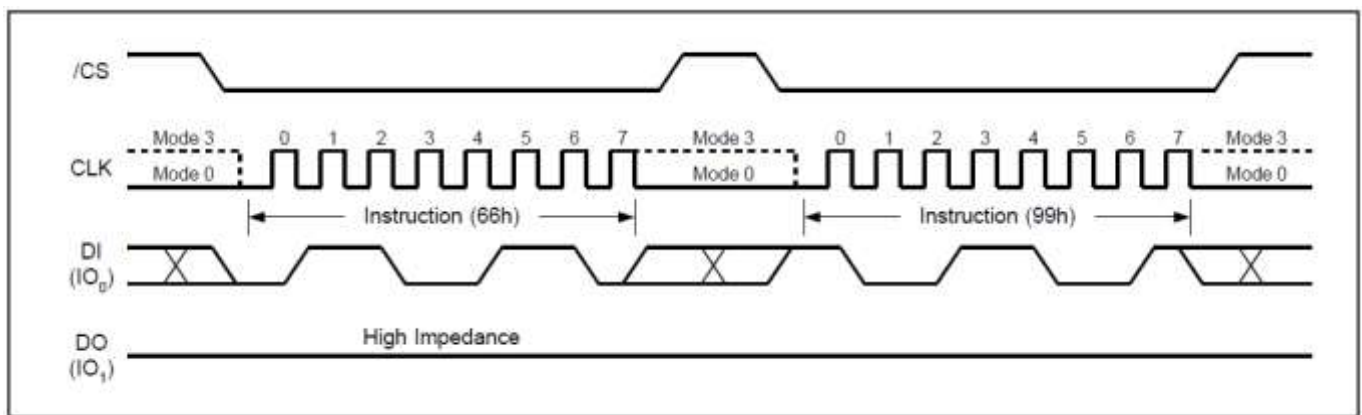 /CS
Mode 3 0 1 2 3 4 5 6 7 Mode 3 0 1 2 3 4 5 6 7 Mode 3
CLK
Mode 0 Mode 0 Mode 0
Instruction (66h) Instruction (99h)
DI
(IO₀)
High Impedance
DO
(IO₁)